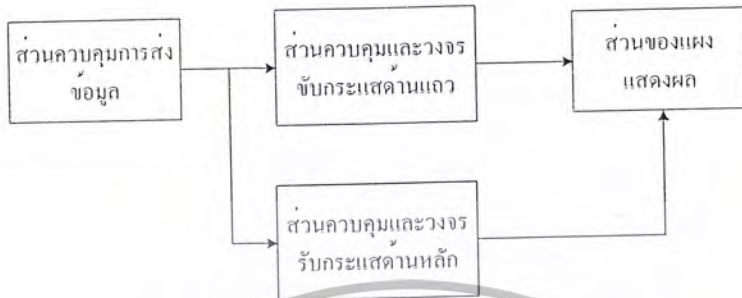 ส่วนควบคุมการส่ง
ข้อมูล
ส่วนควบคุมและวงจร
ขับกระแสด้านแถว
ส่วนของแผง
แสดงผล
ส่วนควบคุมและวงจร
รับกระแสด้านหลัก